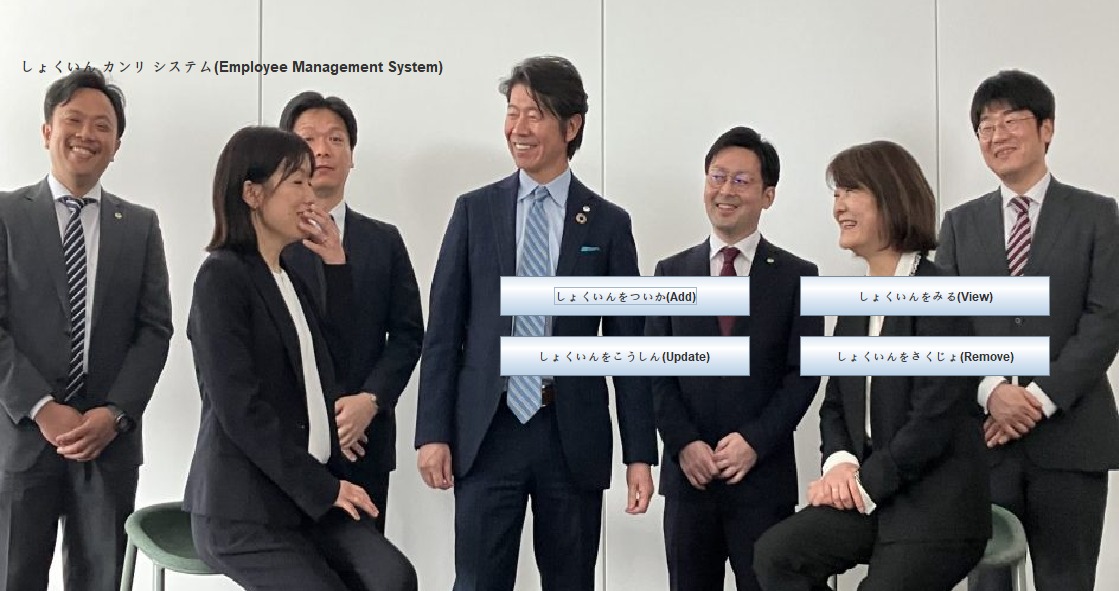 しょくいん カンリ システム(Employee Management System)
しょくいんをついか(Add)
しょくいんをみる(View)
しょくいんをこうしん(Update)
しょくいんをさくじょ(Remove)